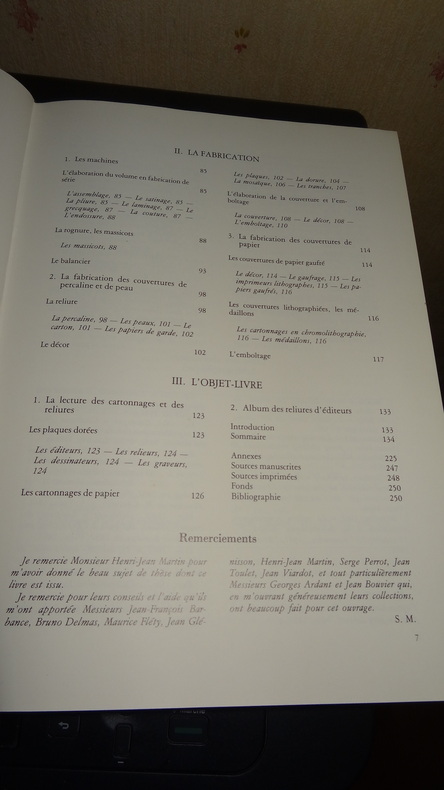 II. LA FABRICATION
1. Les machines 85
L'élaboration du volume en fabrication de
série 85
L'assemblage, 85 — Le satinage, 85 —
La pliure, 85 — Le laminage, 87 — Le
grecquage, 87 — La couture, 87 —
L'endossure, 88
La rognure, les massicots 88
Les massicots, 88
Le balancier 93
2. La fabrication des couvertures de
percaline et de peau 98
La reliure 98
La percaline, 98 — Les peaux, 101 — Le
carton, 101 — Les papiers de garde, 102
Le décor 102
Les plaques, 102 — La dorure, 104 —
La mosaïque, 106 — Les tranches, 107
L'élaboration de la couverture et l'em-
boîtage 108
La couverture, 108 — Le décor, 108 —
L'emboîtage, 110
3. La fabrication des couvertures de
papier 114
Les couvertures de papier gaufré 114
Le décor, 114 — Le gaufrage, 115 — Les
imprimeurs lithographes, 115 — Les pa-
piers gaufrés, 116
Les couvertures lithographiées, les mé-
daillons 116
Les cartonnages en chromolithographie,
116 — Les médaillons, 116
L'emboîtage 117
III. L'OBJET-LIVRE
1. La lecture des cartonnages et des
reliures 123
Les plaques dorées 123
Les éditeurs, 123 — Les relieurs, 124 —
Les dessinateurs, 124 — Les graveurs,
124
Les cartonnages de papier 126
2. Album des reliures d'éditeurs 133
Introduction 133
Sommaire 134
Annexes 225
Sources manuscrites 247
Sources imprimées 248
Fonds 250
Bibliographie 250
Remerciements
Je remercie Monsieur Henri-Jean Martin pour
m'avoir donné le beau sujet de thèse dont ce
livre est issu.
Je remercie pour leurs conseils et l'aide qu'ils
m'ont apportée Messieurs Jean-François Bar-
bance, Bruno Delmas, Maurice Fléry, Jean Glé-
nisson, Henri-Jean Martin, Serge Perrot, Jean
Toulet, Jean Viardot, et tout particulièrement
Messieurs Georges Ardant et Jean Bouvier qui,
en m'ouvrant généreusement leurs collections,
ont beaucoup fait pour cet ouvrage.
S. M.
7